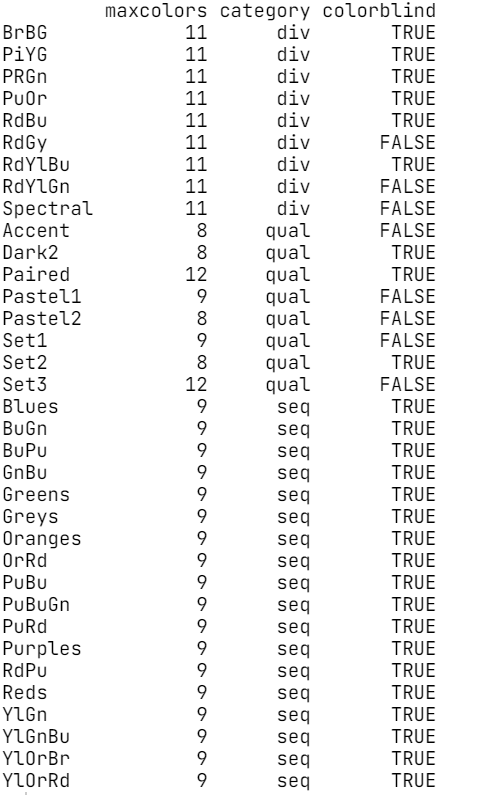 maxcolors category colorblind
BrBG 11 div TRUE
PiYG 11 div TRUE
PRGn 11 div TRUE
PuOr 11 div TRUE
RdBu 11 div TRUE
RdGy 11 div FALSE
RdYlBu 11 div TRUE
RdYlGn 11 div FALSE
Spectral 11 div FALSE
Accent 8 qual FALSE
Dark2 8 qual TRUE
Paired 12 qual TRUE
Pastel1 9 qual FALSE
Pastel2 8 qual FALSE
Set1 9 qual FALSE
Set2 8 qual TRUE
Set3 12 qual FALSE
Blues 9 seq TRUE
BuGn 9 seq TRUE
BuPu 9 seq TRUE
GnBu 9 seq TRUE
Greens 9 seq TRUE
Greys 9 seq TRUE
Oranges 9 seq TRUE
OrRd 9 seq TRUE
PuBu 9 seq TRUE
PuBuGn 9 seq TRUE
PuRd 9 seq TRUE
Purples 9 seq TRUE
RdPu 9 seq TRUE
Reds 9 seq TRUE
YlGn 9 seq TRUE
YlGnBu 9 seq TRUE
YlOrBr 9 seq TRUE
YlOrRd 9 seq TRUE